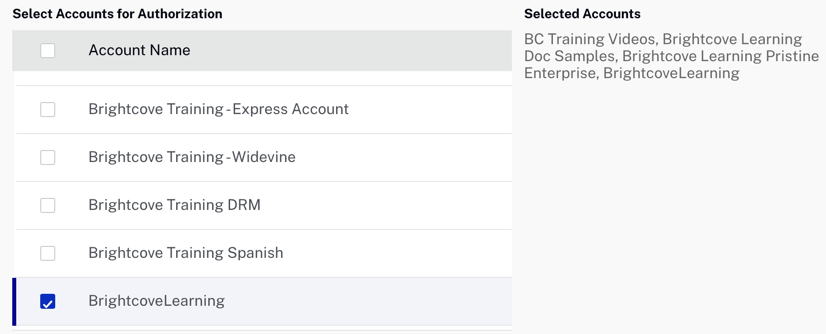 Select Accounts for Authorization
Account Name
Brightcove Training - Express Account
Brightcove Training - Widevine
Brightcove Training DRM
Brightcove Training Spanish
BrightcoveLearning
Selected Accounts
BC Training Videos, Brightcove Learning
Doc Samples, Brightcove Learning Pristine
Enterprise, BrightcoveLearning